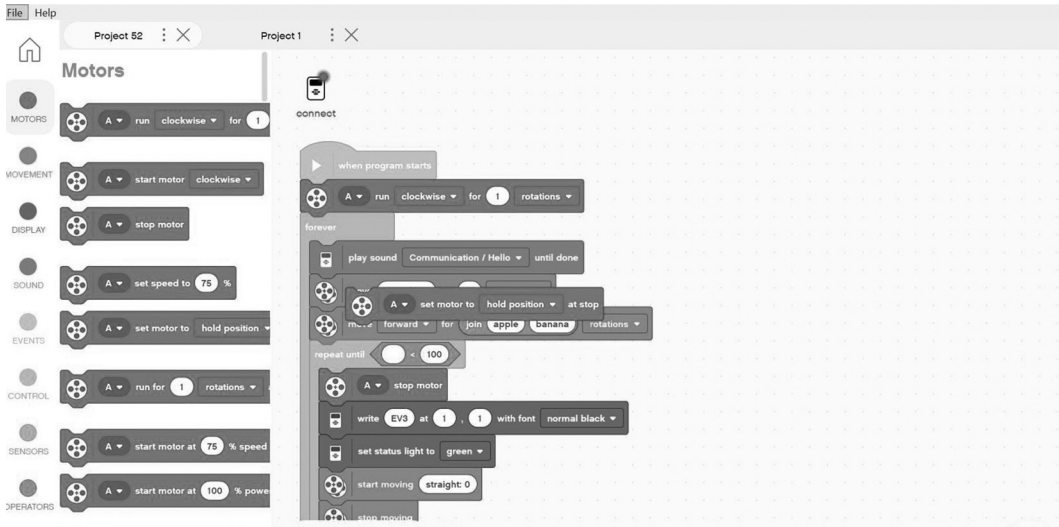 File Help
Project 52
Project 1
Motors
MOTORS
MOVEMENT
DISPLAY
SOUND
EVENTS
CONTROL
SENSORS
OPERATORS
A run clockwise for 1
A start motor clockwise
A stop motor
A set speed to 75 %
A set motor to hold position
A run for 1 rotations
A start motor at 75 % speed
A start motor at 100 % powe
connect
when program starts
A run clockwise for 1 rotations
forever
play sound Communication / Hello until done
A set motor to hold position at stop
move forward for join apple banana rotations
repeat until < 100
A stop motor
write EV3 at 1 , 1 with font normal black
set status light to green
start moving straight: 0
stop moving